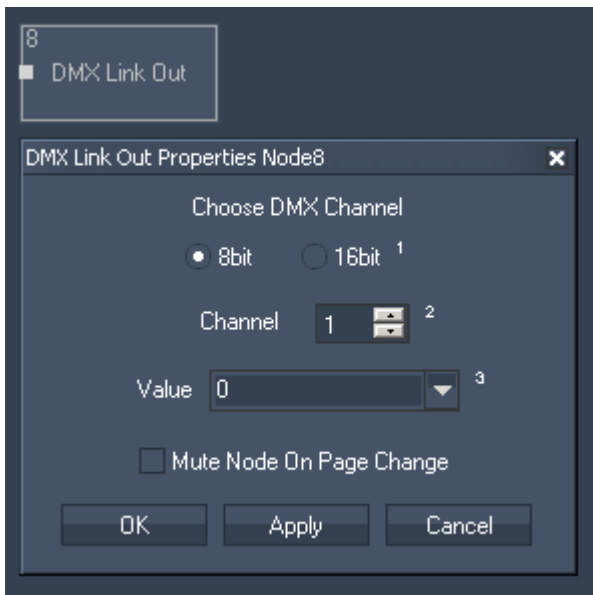 8
DMX Link Out
DMX Link Out Properties Node8
Choose DMX Channel
8bit 16bit 1
Channel 1 2
Value 0 3
Mute Node On Page Change
OK Apply Cancel